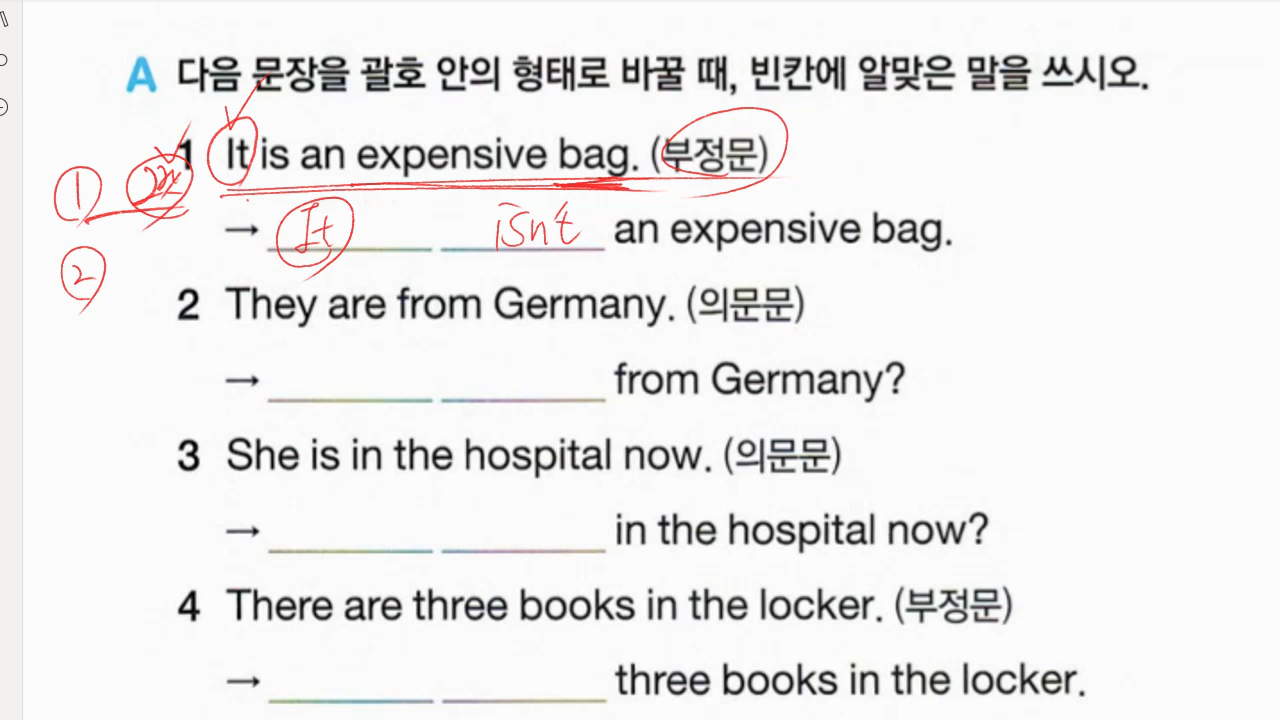 A 다음 문장을 괄호 안의 형태로 바꿀 때, 빈칸에 알맞은 말을 쓰시오.
1 It is an expensive bag. (부정문)
①
→ It isn't an expensive bag.
②
2 They are from Germany. (의문문)
→ from Germany?
3 She is in the hospital now. (의문문)
→ in the hospital now?
4 There are three books in the locker. (부정문)
→ three books in the locker.